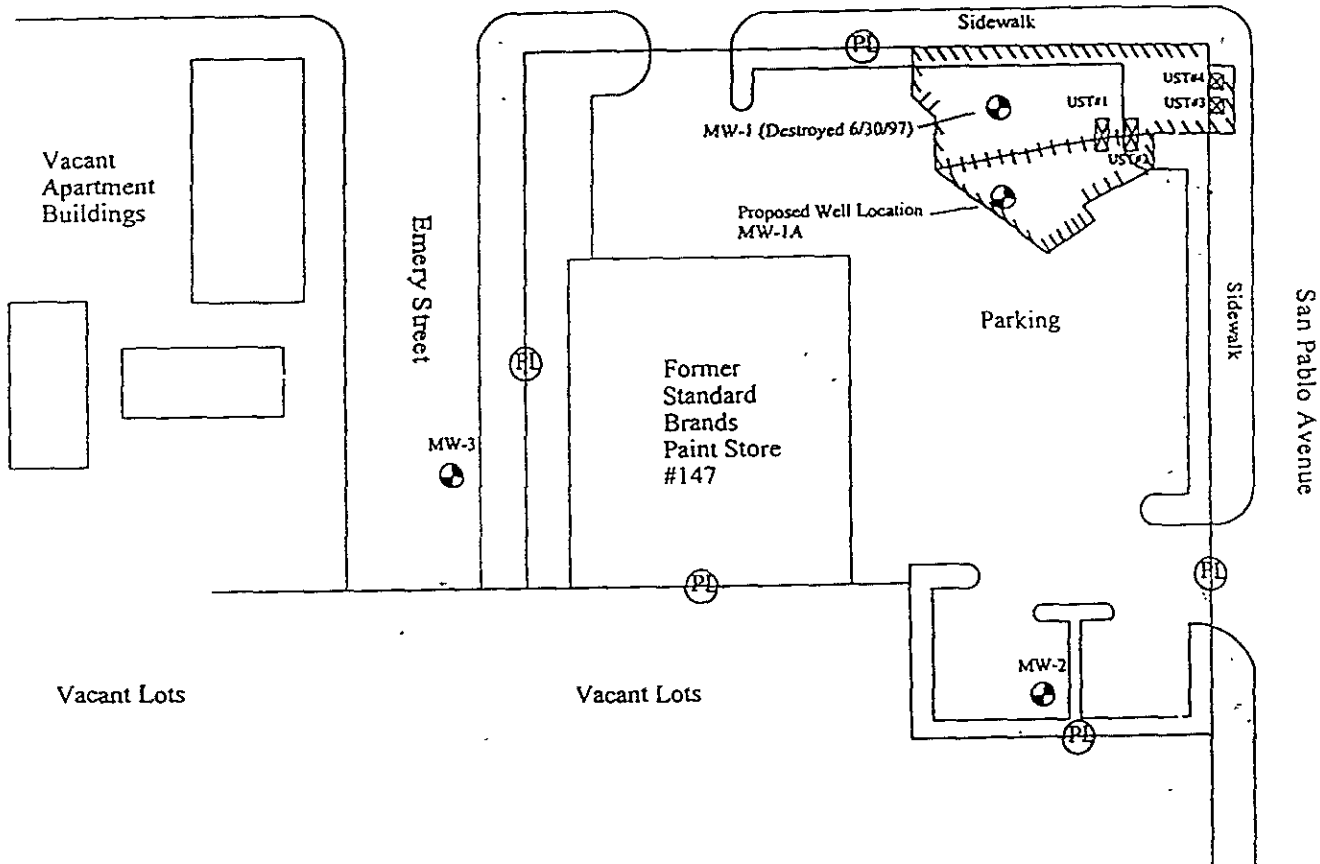 Sidewalk
PL
UST#4
UST#1
UST#3
MW-1 (Destroyed 6/30/97)
UST#2
Vacant
Apartment
Buildings
Proposed Well Location
MW-1A
Emery Street
Parking
Sidewalk
San Pablo Avenue
PL
Former
Standard
Brands
Paint Store
#147
MW-3
PL
PL
MW-2
Vacant Lots
Vacant Lots
PL